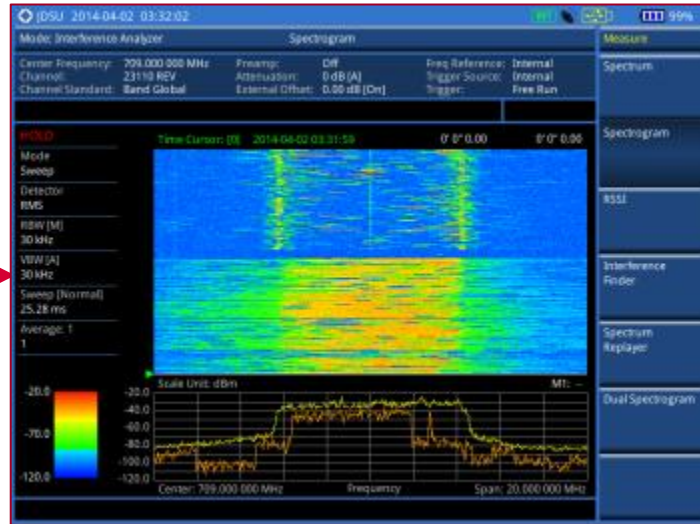 JDSU 2014-04-02 03:32:02 99%
Mode: Interference Analyzer Spectrogram Measure
Center Frequency: 709.000 000 MHz Preamp: Off Freq Reference: Internal
Channel: 23110 REV Attenuation: 0 dB [A] Trigger Source: Internal
Channel Standard: Band Global External Offset: 0.00 dB [On] Trigger: Free Run
Spectrum
Spectrogram
RSSI
Interference
Finder
Spectrum
Replayer
Dual Spectrogram
HOLD Time Cursor: [0] 2014-04-02 03:31:59 0' 0" 0.00 0' 0" 0.00
Mode
Sweep
Detector
RMS
RBW [M]
30 kHz
VBW [A]
30 kHz
Sweep [Normal]
25.28 ms
Average: 1
1
Scale Unit: dBm M1: --
-20.0
-70.0
-120.0
-20.0
-40.0
-60.0
-80.0
-100.0
-120.0
Center: 709.000 000 MHz Frequency Span: 20.000 000 MHz